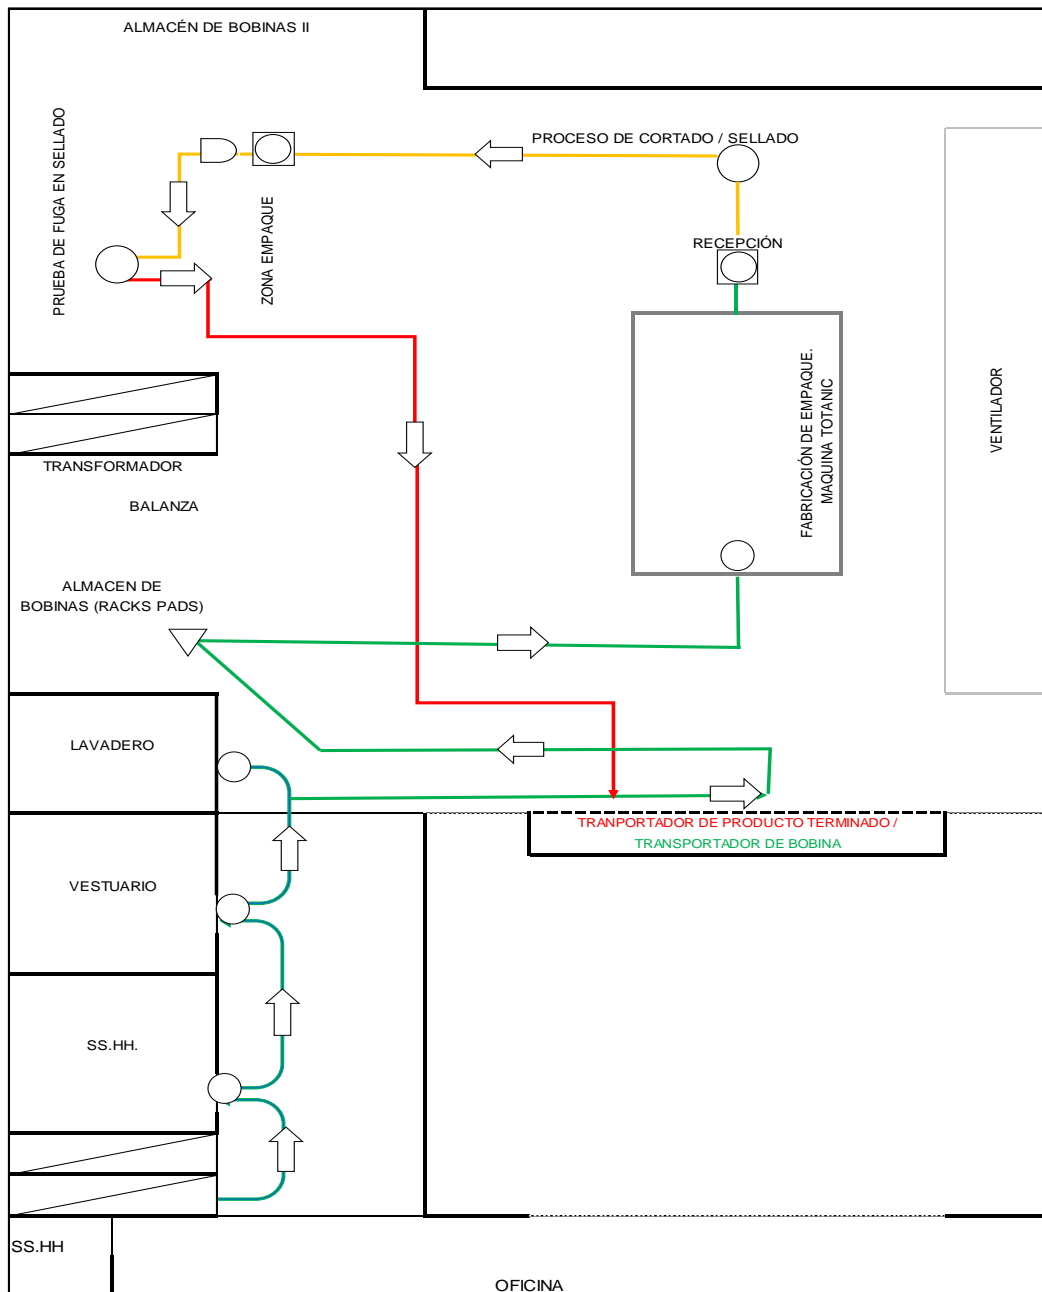 ALMACÉN DE BOBINAS II
PRUEBA DE FUGA EN SELLADO
ZONA EMPAQUE
PROCESO DE CORTADO / SELLADO
RECEPCIÓN
FABRICACIÓN DE EMPAQUE.
MAQUINA TOTANIC
VENTILADOR
TRANSFORMADOR
BALANZA
ALMACEN DE
BOBINAS (RACKS PADS)
LAVADERO
TRANPORTADOR DE PRODUCTO TERMINADO /
TRANSPORTADOR DE BOBINA
VESTUARIO
SS.HH.
SS.HH
OFICINA